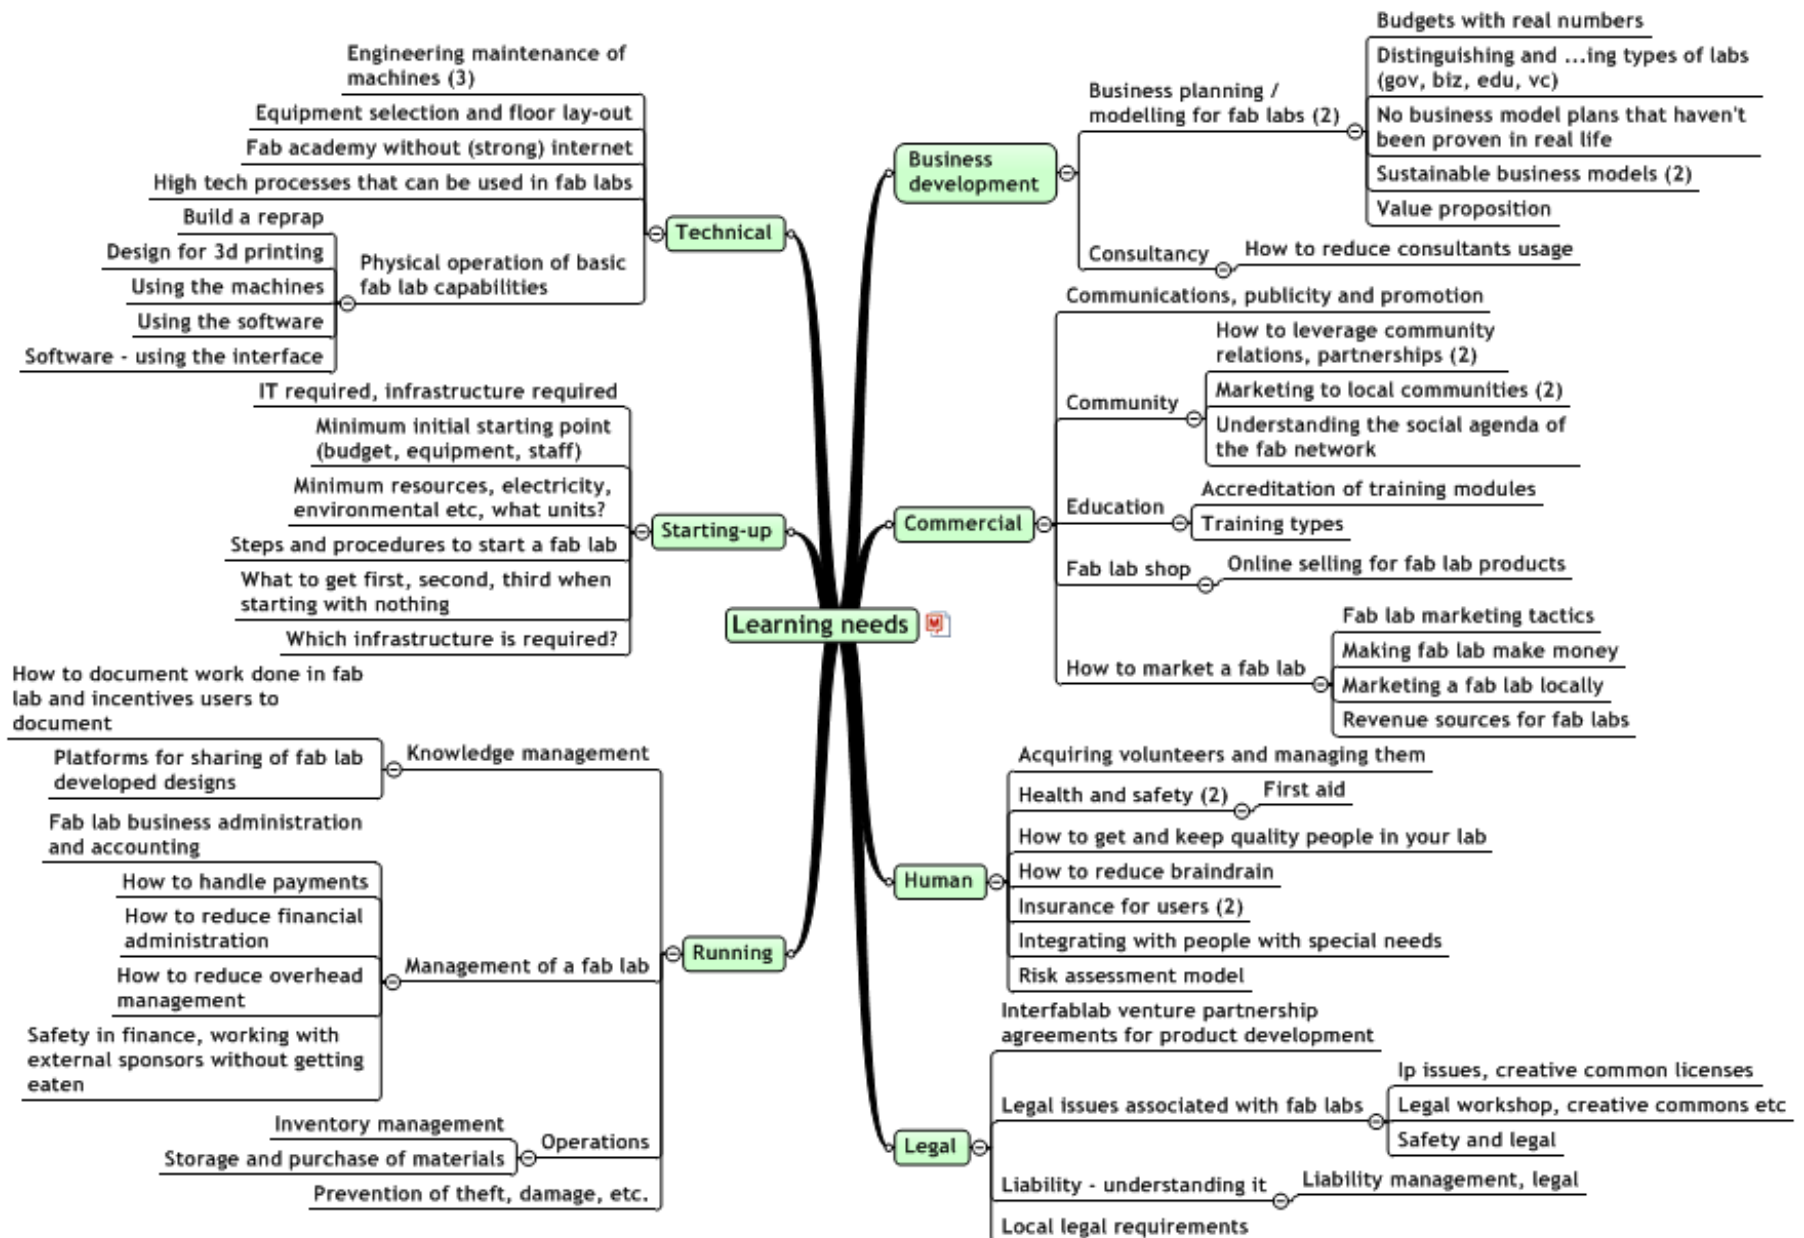 Learning needs
Technical
Engineering maintenance of
machines (3)
Equipment selection and floor lay-out
Fab academy without (strong) internet
High tech processes that can be used in fab labs
Physical operation of basic
fab lab capabilities
Build a reprap
Design for 3d printing
Using the machines
Using the software
Software - using the interface
Starting-up
IT required, infrastructure required
Minimum initial starting point
(budget, equipment, staff)
Minimum resources, electricity,
environmental etc, what units?
Steps and procedures to start a fab lab
What to get first, second, third when
starting with nothing
Which infrastructure is required?
Running
Knowledge management
How to document work done in fab
lab and incentives users to
document
Platforms for sharing of fab lab
developed designs
Management of a fab lab
Fab lab business administration
and accounting
How to handle payments
How to reduce financial
administration
How to reduce overhead
management
Safety in finance, working with
external sponsors without getting
eaten
Operations
Inventory management
Storage and purchase of materials
Prevention of theft, damage, etc.
Business
development
Business planning /
modelling for fab labs (2)
Budgets with real numbers
Distinguishing and ...ing types of labs
(gov, biz, edu, vc)
No business model plans that haven't
been proven in real life
Sustainable business models (2)
Value proposition
Consultancy
How to reduce consultants usage
Commercial
Communications, publicity and promotion
Community
How to leverage community
relations, partnerships (2)
Marketing to local communities (2)
Understanding the social agenda of
the fab network
Education
Accreditation of training modules
Training types
Fab lab shop
Online selling for fab lab products
How to market a fab lab
Fab lab marketing tactics
Making fab lab make money
Marketing a fab lab locally
Revenue sources for fab labs
Human
Acquiring volunteers and managing them
Health and safety (2)
First aid
How to get and keep quality people in your lab
How to reduce braindrain
Insurance for users (2)
Integrating with people with special needs
Risk assessment model
Legal
Interfablab venture partnership
agreements for product development
Legal issues associated with fab labs
Ip issues, creative common licenses
Legal workshop, creative commons etc
Safety and legal
Liability - understanding it
Liability management, legal
Local legal requirements